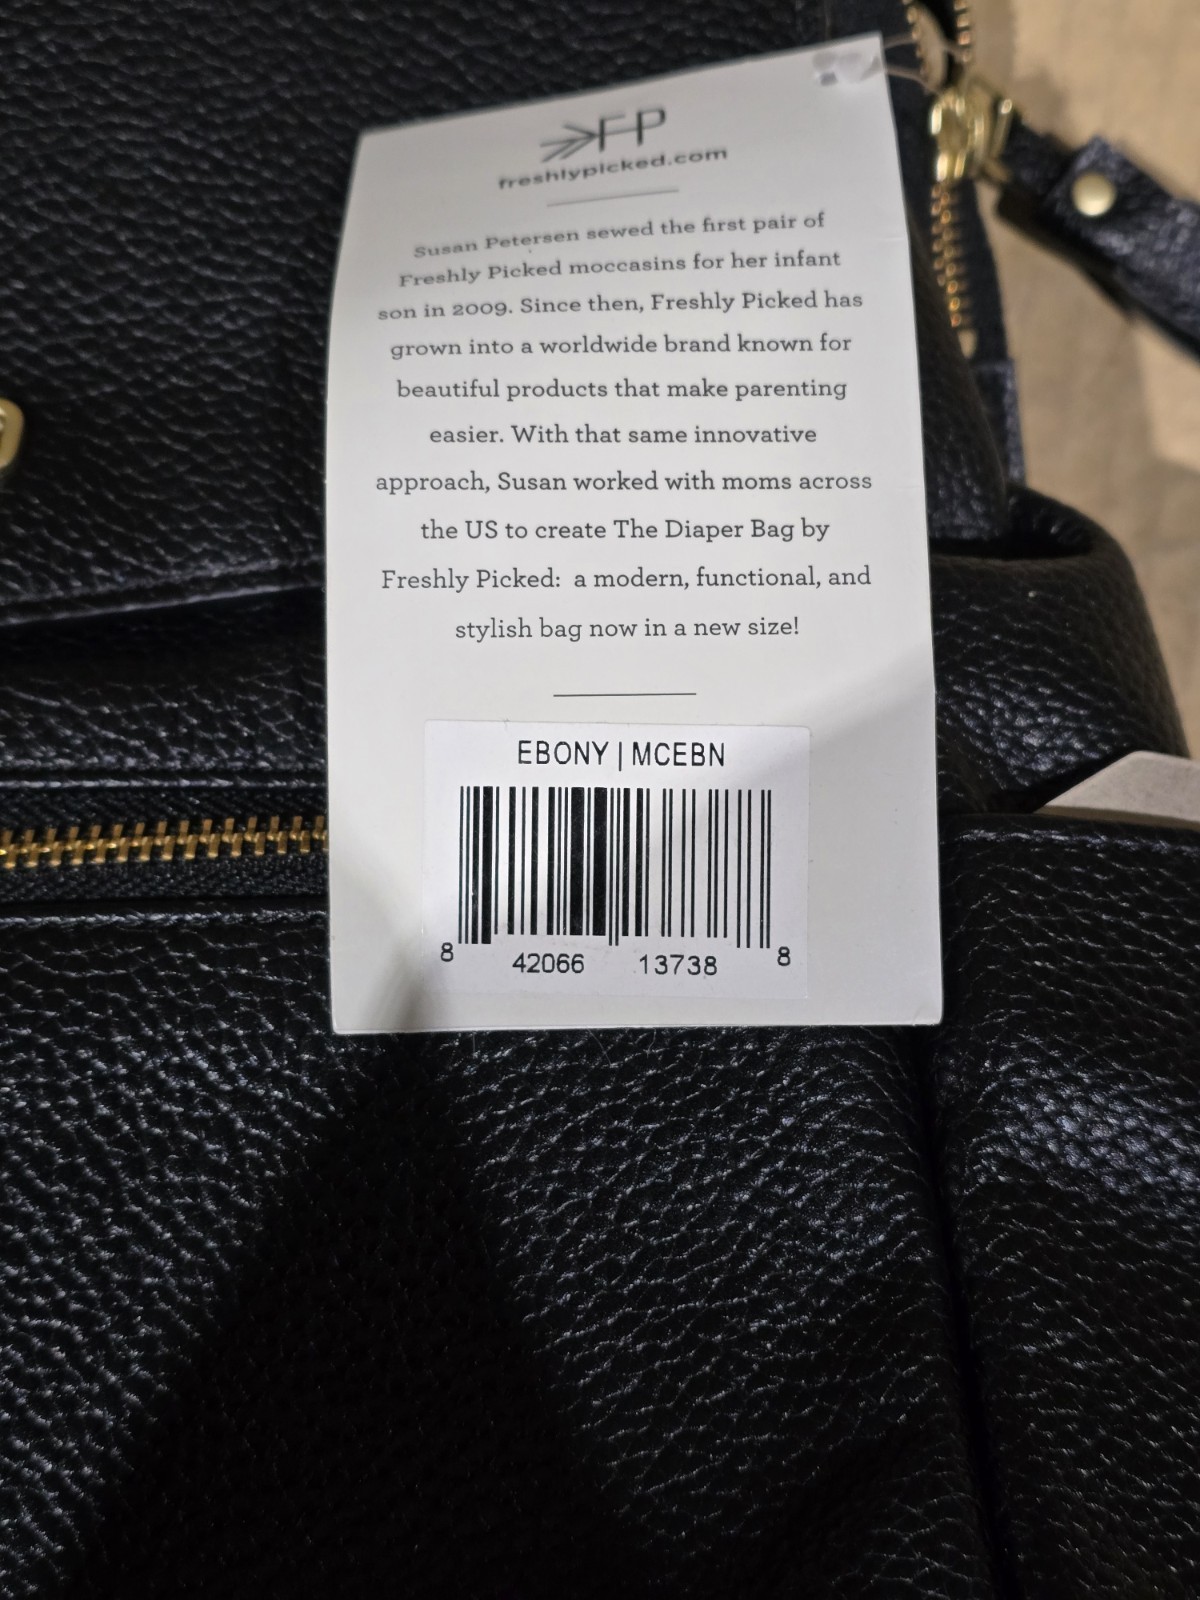 FP
freshlypicked.com
Susan Petersen sewed the first pair of
Freshly Picked moccasins for her infant
son in 2009. Since then, Freshly Picked has
grown into a worldwide brand known for
beautiful products that make parenting
easier. With that same innovative
approach, Susan worked with moms across
the US to create The Diaper Bag by
Freshly Picked: a modern, functional, and
stylish bag now in a new size!
EBONY | MCEBN
8 42066 13738 8